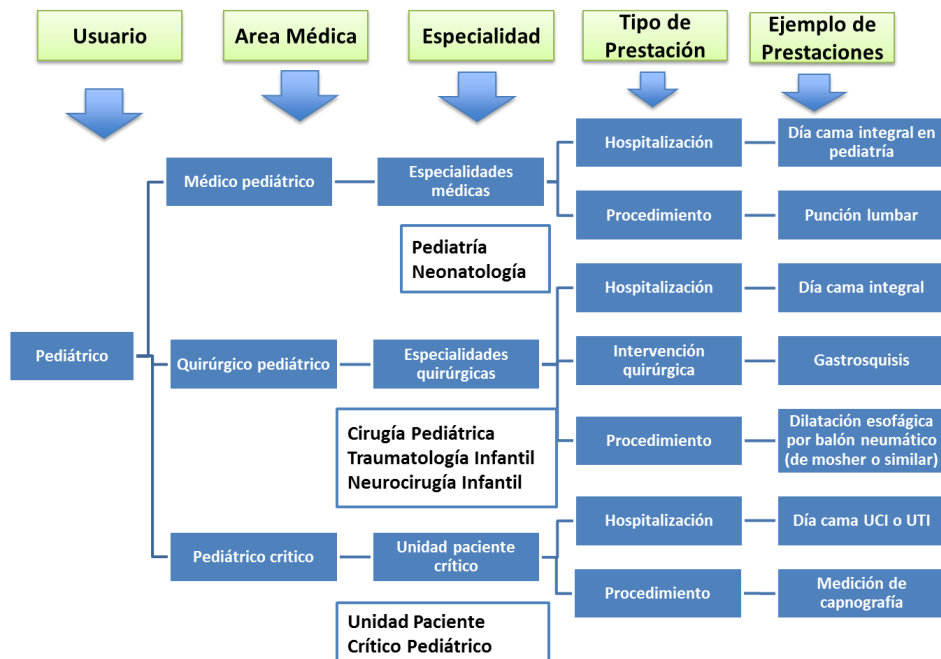 Usuario
Area Médica
Especialidad
Tipo de
Prestación
Ejemplo de
Prestaciones
Pediátrico
Médico pediátrico
Especialidades
médicas
Pediatría
Neonatología
Hospitalización
Día cama integral en
pediatría
Procedimiento
Punción lumbar
Quirúrgico pediátrico
Especialidades
quirúrgicas
Cirugía Pediátrica
Traumatología Infantil
Neurocirugía Infantil
Hospitalización
Día cama integral
Intervención
quirúrgica
Gastrosquisis
Procedimiento
Dilatación esofágica
por balón neumático
(de mosher o similar)
Pediátrico critico
Unidad paciente
crítico
Unidad Paciente
Crítico Pediátrico
Hospitalización
Día cama UCI o UTI
Procedimiento
Medición de
capnografía